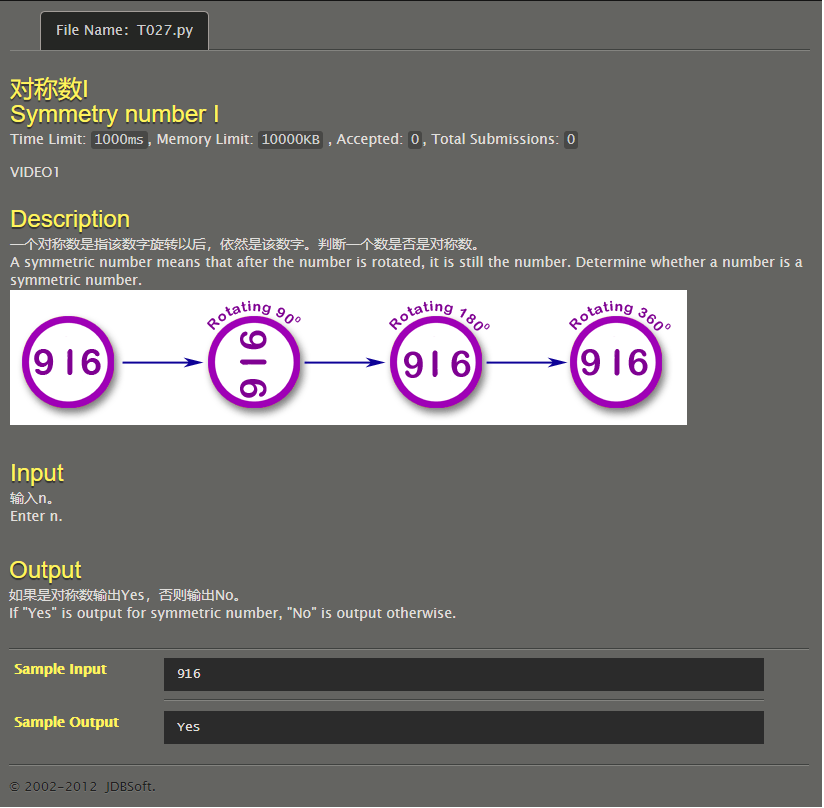 File Name: T027.py
对称数I
Symmetry number I
Time Limit: 1000ms, Memory Limit: 10000KB , Accepted: 0, Total Submissions: 0
VIDEO1
Description
一个对称数是指该数字旋转以后，依然是该数字。判断一个数是否是对称数。
A symmetric number means that after the number is rotated, it is still the number. Determine whether a number is a
symmetric number.
Rotating 90º
Rotating 180º
Rotating 360º
916
916
916
916
Input
输入n。
Enter n.
Output
如果是对称数输出Yes，否则输出No。
If "Yes" is output for symmetric number, "No" is output otherwise.
Sample Input
916
Sample Output
Yes
© 2002-2012 JDBSoft.